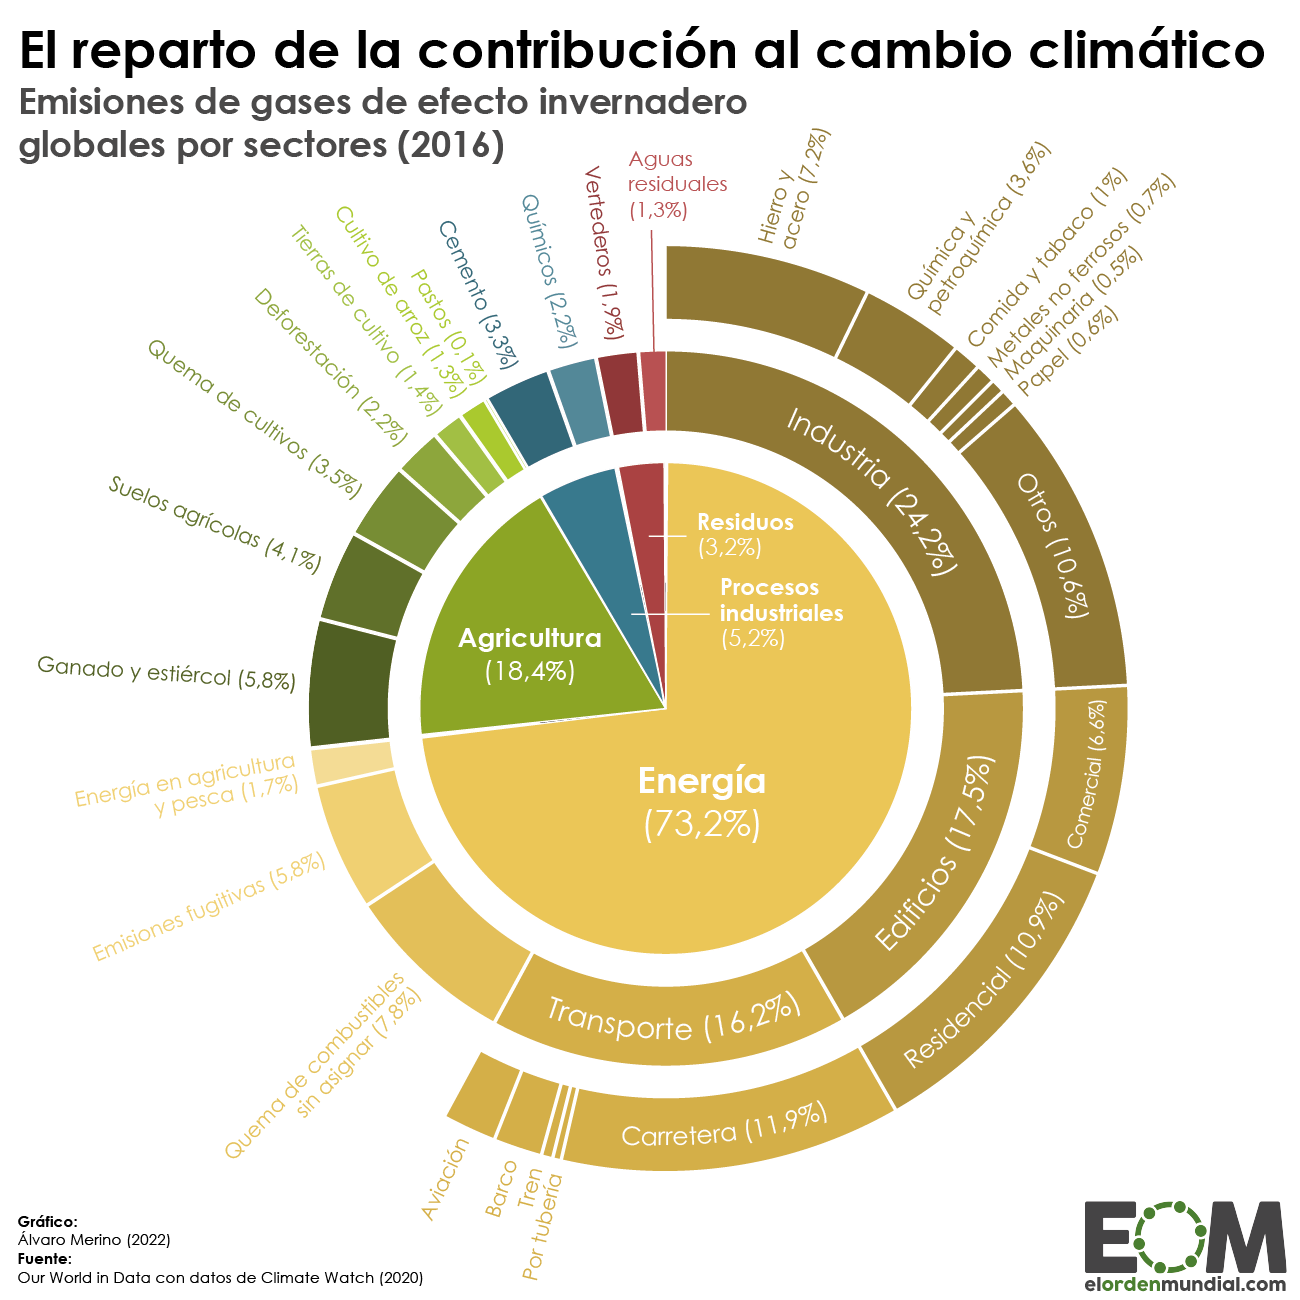 El reparto de la contribución al cambio climático
Emisiones de gases de efecto invernadero
globales por sectores (2016)
Aguas
residuales
(1,3%)
Vertederos (1,9%)
Químicos (2,2%)
Cemento (3,3%)
Pastos (0,1%)
Cultivo de arroz (1,3%)
Tierras de cultivo (1,4%)
Deforestación (2,2%)
Quema de cultivos (3,5%)
Suelos agrícolas (4,1%)
Ganado y estiércol (5,8%)
Energía en agricultura
y pesca (1,7%)
Emisiones fugitivas (5,8%)
Quema de combustibles
sin asignar (7,8%)
Hierro y
acero (7,2%)
Química y
petroquímica (3,6%)
Comida y tabaco (1%)
Metales no ferrosos (0,7%)
Maquinaria (0,5%)
Papel (0,6%)
Otros (10,6%)
Industria (24,2%)
Comercial (6,6%)
Residencial (10,9%)
Edificios (17,5%)
Transporte (16,2%)
Carretera (11,9%)
Por tubería
Tren
Barco
Aviación
Residuos
(3,2%)
Procesos
industriales
(5,2%)
Agricultura
(18,4%)
Energía
(73,2%)
Gráfico:
Álvaro Merino (2022)
Fuente:
Our World in Data con datos de Climate Watch (2020)
EOM
elordenmundial.com